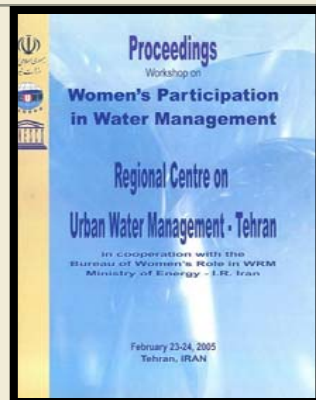 Proceedings
Workshop on
Women's Participation
in Water Management
Regional Centre on
Urban Water Management - Tehran
in cooperation with the
Bureau of Women's Role in WRM
Ministry of Energy - I.R. Iran
February 23-24, 2005
Tehran, IRAN